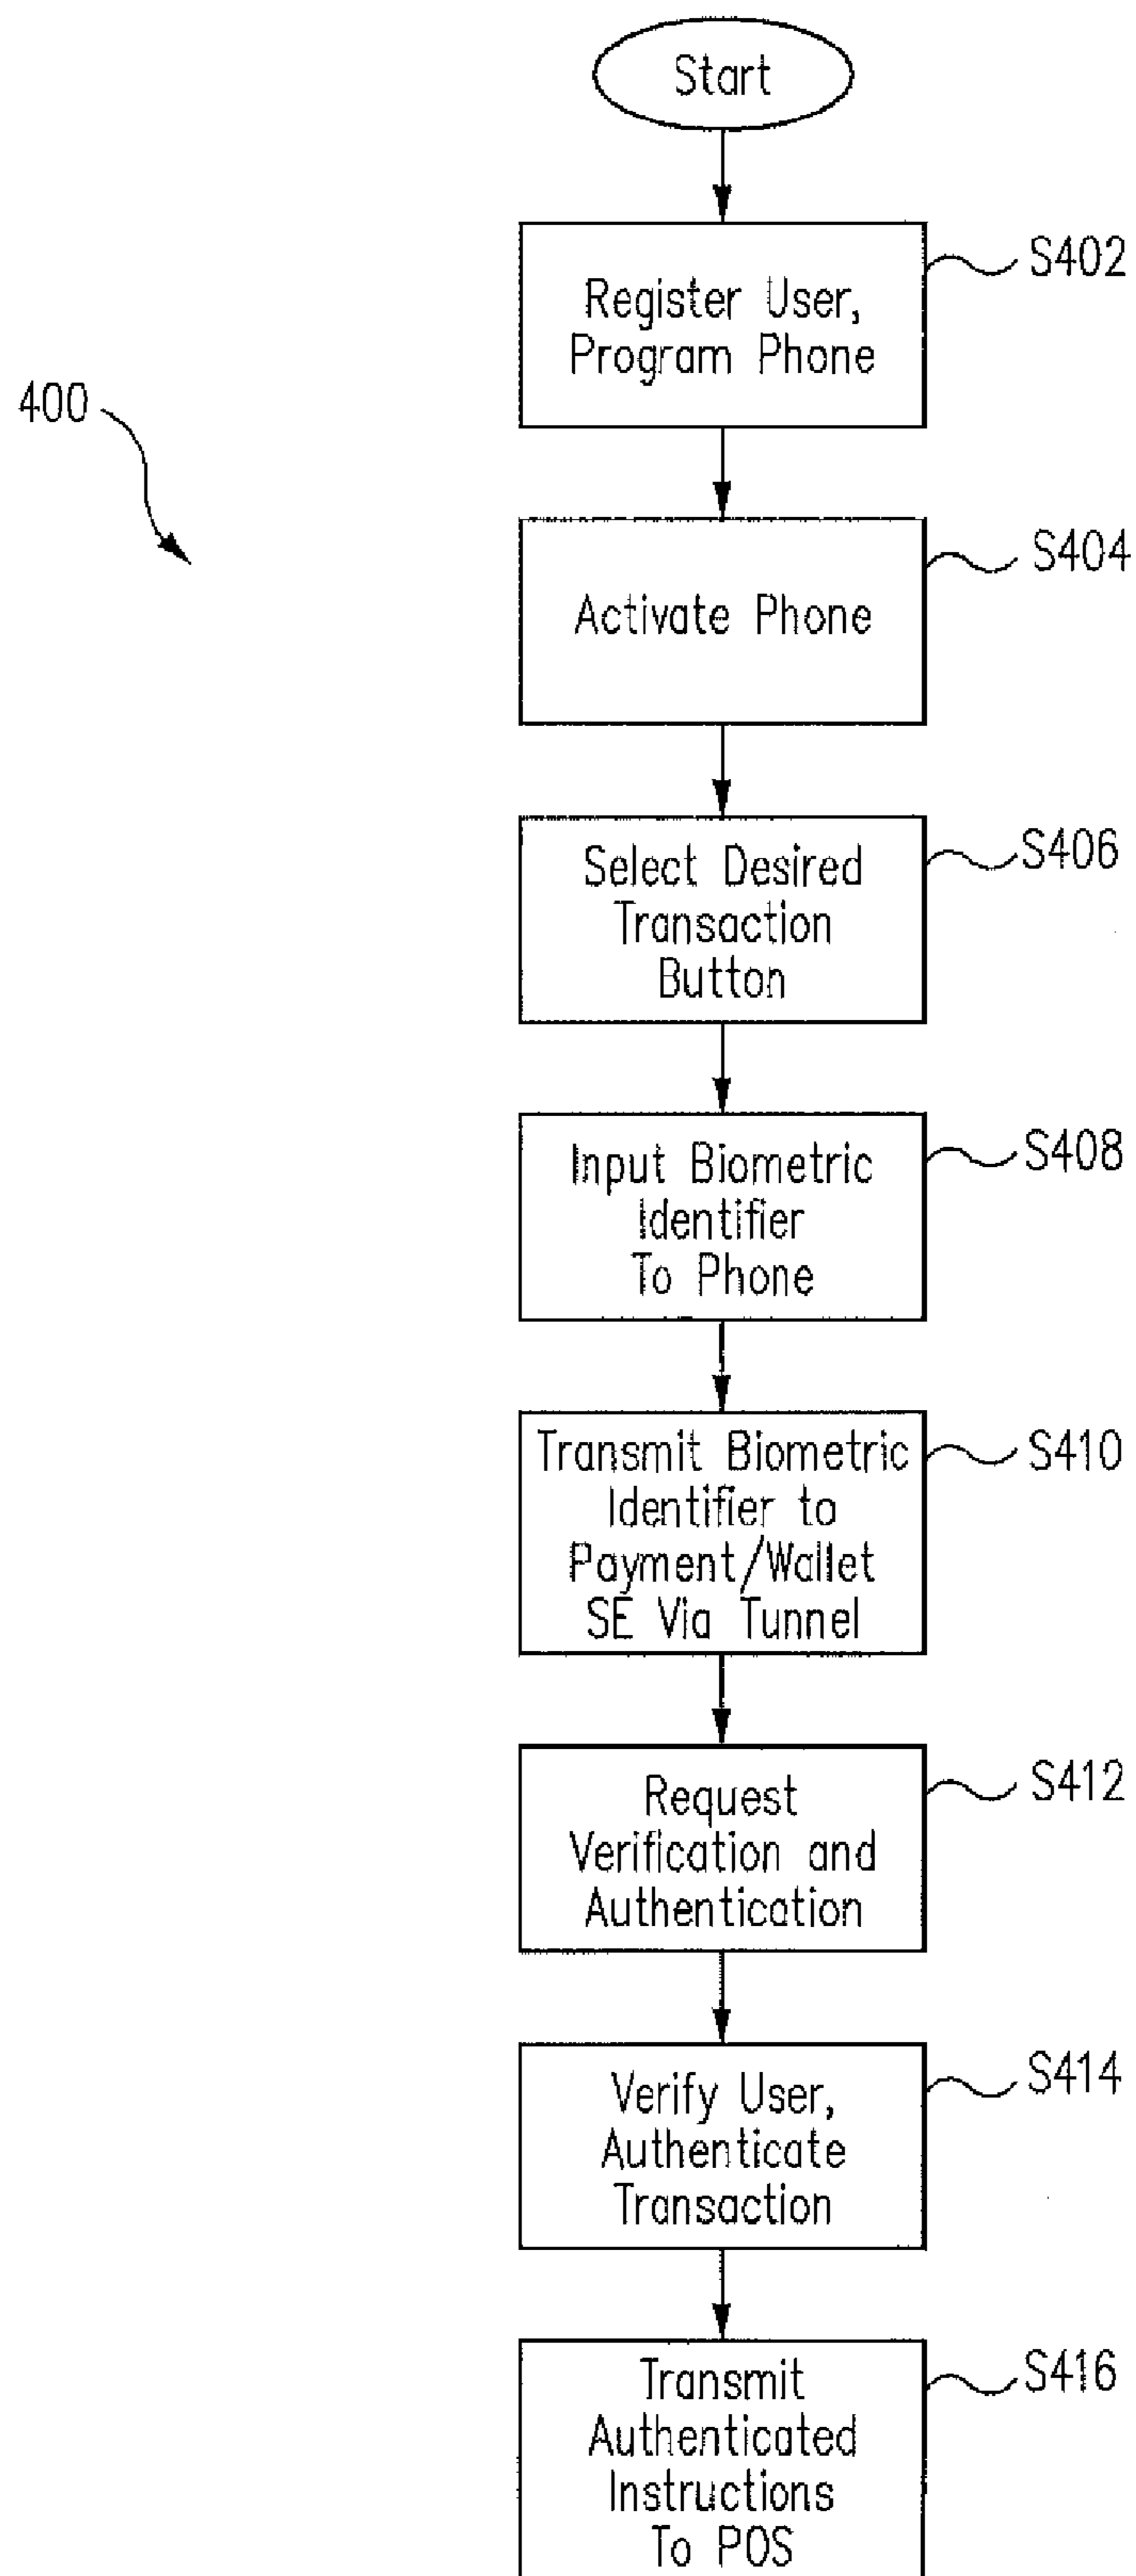 Start
Register User,
Program Phone
S402
400
Activate Phone
S404
Select Desired
Transaction
Button
S406
Input Biometric
Identifier
To Phone
S408
Transmit Biometric
Identifier to
Payment/Wallet
SE Via Tunnel
S410
Request
Verification and
Authentication
S412
Verify User,
Authenticate
Transaction
S414
Transmit
Authenticated
Instructions
To POS
S416